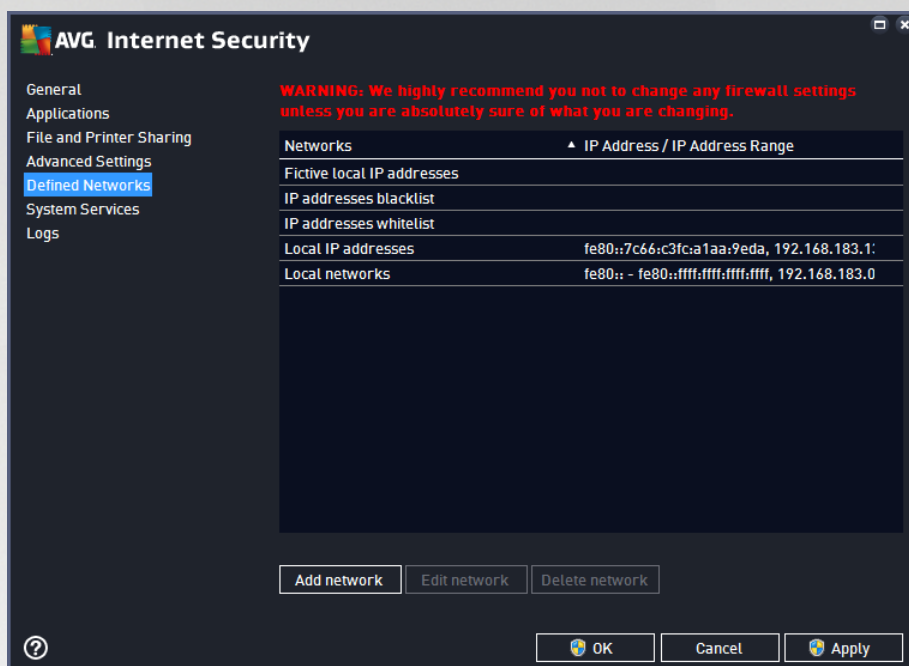 AVG Internet Security
General
Applications
File and Printer Sharing
Advanced Settings
Defined Networks
System Services
Logs
WARNING: We highly recommend you not to change any firewall settings
unless you are absolutely sure of what you are changing.
Networks IP Address / IP Address Range
Fictive local IP addresses
IP addresses blacklist
IP addresses whitelist
Local IP addresses fe80::7c66:c3fc:a1aa:9eda, 192.168.183.1
Local networks fe80:: - fe80::ffff:ffff:ffff:ffff, 192.168.183.0
Add network Edit network Delete network
OK Cancel Apply